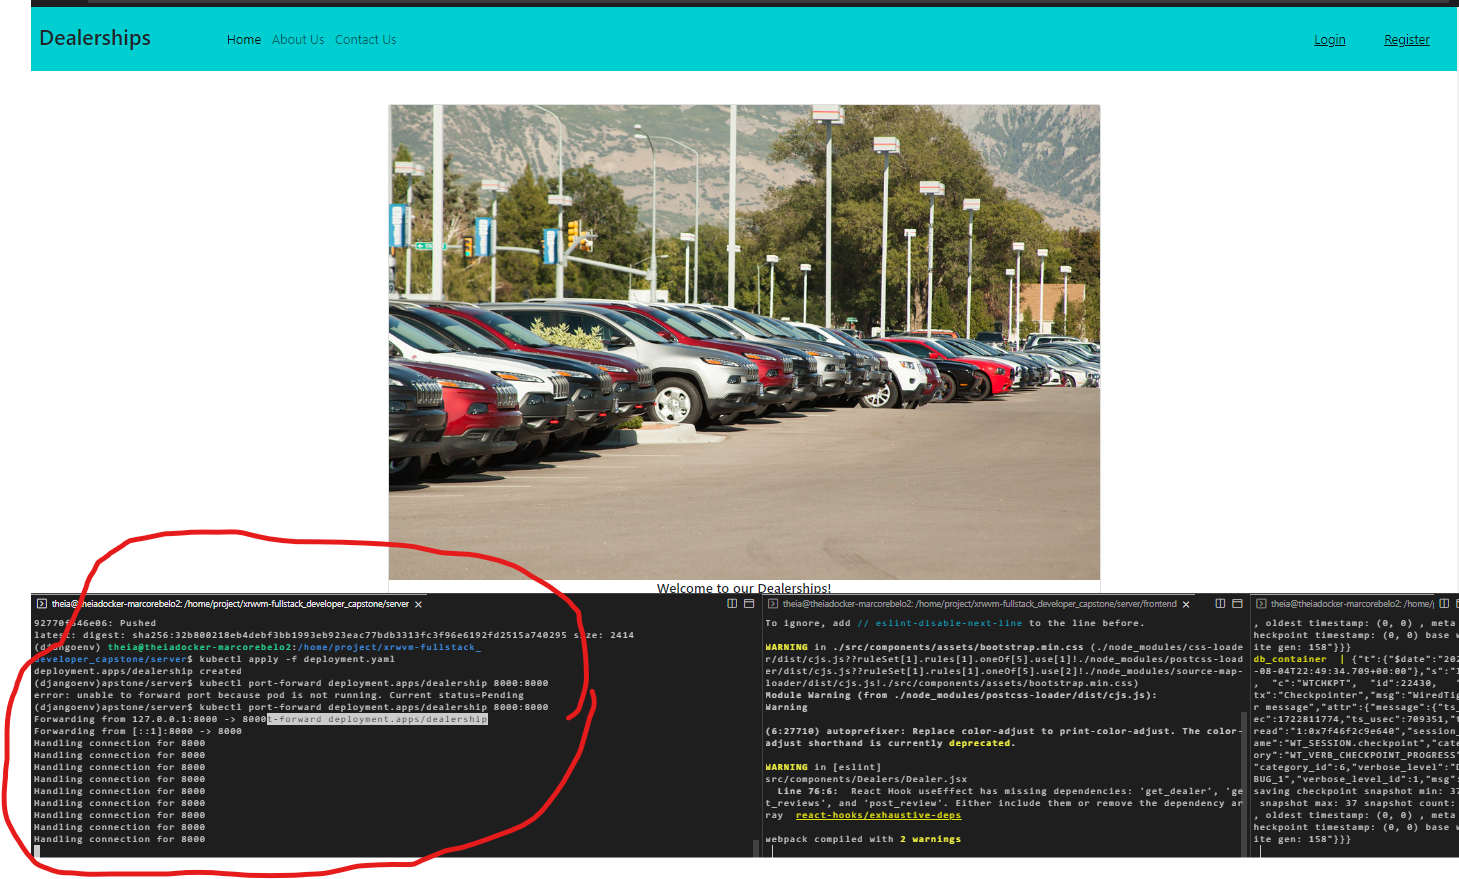 Dealerships
Home About Us Contact Us
Login Register
Welcome to our Dealerships!
theia@theiadocker-marcorebelo2: /home/project/xrwvm-fullstack_developer_capstone/server
92770f546e06: Pushed
latest: digest: sha256:32b800218eb4debf3bb1993eb923eac77bdb3313fc3f96e6192fd2515a740295 size: 2414
(djangoenv) theia@theiadocker-marcorebelo2:/home/project/xrwvm-fullstack_
developer_capstone/server$ kubectl apply -f deployment.yaml
deployment.apps/dealership created
(djangoenv)apstone/server$ kubectl port-forward deployment.apps/dealership 8000:8000
error: unable to forward port because pod is not running. Current status=Pending
(djangoenv)apstone/server$ kubectl port-forward deployment.apps/dealership 8000:8000
Forwarding from 127.0.0.1:8000 -> 8000t-forward deployment.apps/dealership
Forwarding from [::1]:8000 -> 8000
Handling connection for 8000
Handling connection for 8000
Handling connection for 8000
Handling connection for 8000
Handling connection for 8000
Handling connection for 8000
Handling connection for 8000
Handling connection for 8000
Handling connection for 8000
theia@theiadocker-marcorebelo2: /home/project/xrwvm-fullstack_developer_capstone/server/frontend
To ignore, add // eslint-disable-next-line to the line before.
WARNING in ./src/components/assets/bootstrap.min.css (./node_modules/css-loade
r/dist/cjs.js??ruleSet[1].rules[1].oneOf[5].use[1]!./node_modules/postcss-load
er/dist/cjs.js??ruleSet[1].rules[1].oneOf[5].use[2]!./node_modules/source-map-
loader/dist/cjs.js!./src/components/assets/bootstrap.min.css)
Module Warning (from ./node_modules/postcss-loader/dist/cjs.js):
Warning
(6:27710) autoprefixer: Replace color-adjust to print-color-adjust. The color-
adjust shorthand is currently deprecated.
WARNING in [eslint]
src/components/Dealers/Dealer.jsx
Line 76:6: React Hook useEffect has missing dependencies: 'get_dealer', 'ge
t_reviews', and 'post_review'. Either include them or remove the dependency ar
ray react-hooks/exhaustive-deps
webpack compiled with 2 warnings
theia@theiadocker-marcorebelo2: /home/
, oldest timestamp: (0, 0) , meta
heckpoint timestamp: (0, 0) base w
ite gen: 158"}}}
db_container | {"t":{"$date":"202
-08-04T22:49:34.709+00:00"},"s":"I
, "c":"WTCHKPT", "id":22430,
tx":"Checkpointer","msg":"WiredTig
r message","attr":{"message":{"ts_
ec":1722811774,"ts_usec":709351,"t
read":"1:0x7f46f2c9e640","session_
ame":"WT_SESSION.checkpoint","cate
ory":"WT_VERB_CHECKPOINT_PROGRESS"
"category_id":6,"verbose_level":"D
BUG_1","verbose_level_id":1,"msg":
saving checkpoint snapshot min: 37
snapshot max: 37 snapshot count:
, oldest timestamp: (0, 0) , meta
heckpoint timestamp: (0, 0) base w
ite gen: 158"}}}